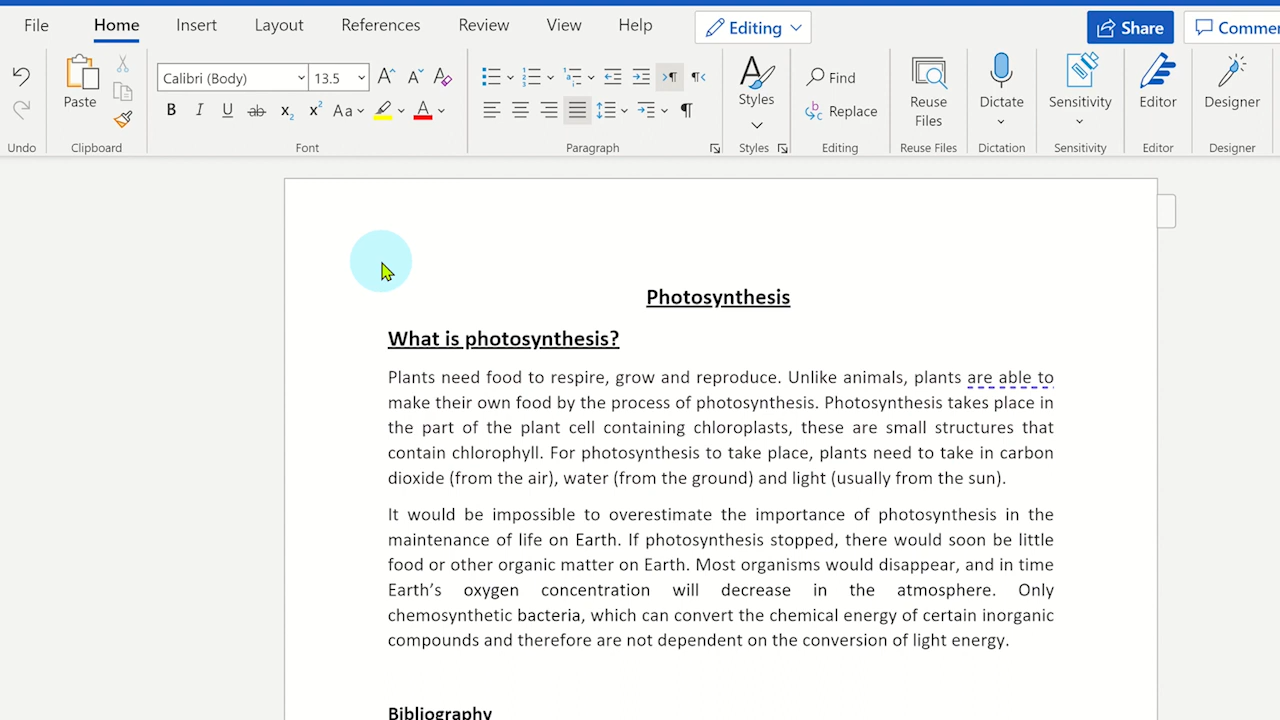 File Home Insert Layout References Review View Help Editing Share Commen
Paste Calibri (Body) 13.5 Find Replace Styles Reuse Files Dictate Sensitivity Editor Designer
Undo Clipboard Font Paragraph Styles Editing Reuse Files Dictation Sensitivity Editor Designer
Photosynthesis
What is photosynthesis?
Plants need food to respire, grow and reproduce. Unlike animals, plants are able to
make their own food by the process of photosynthesis. Photosynthesis takes place in
the part of the plant cell containing chloroplasts, these are small structures that
contain chlorophyll. For photosynthesis to take place, plants need to take in carbon
dioxide (from the air), water (from the ground) and light (usually from the sun).
It would be impossible to overestimate the importance of photosynthesis in the
maintenance of life on Earth. If photosynthesis stopped, there would soon be little
food or other organic matter on Earth. Most organisms would disappear, and in time
Earth’s oxygen concentration will decrease in the atmosphere. Only
chemosynthetic bacteria, which can convert the chemical energy of certain inorganic
compounds and therefore are not dependent on the conversion of light energy.
Bibliography